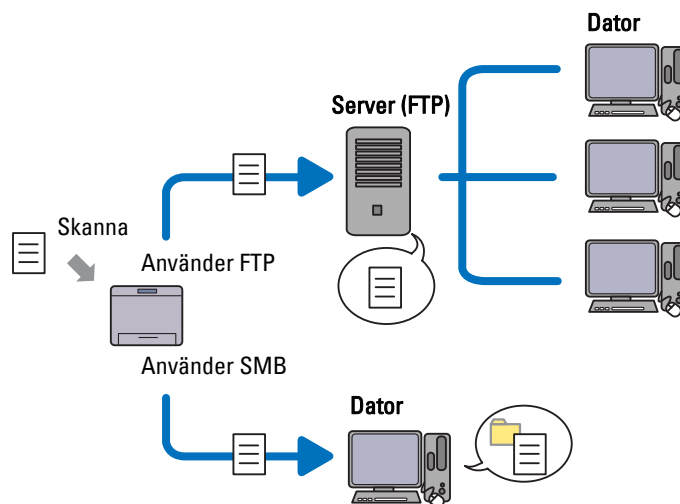 Dator
Server (FTP)
Skanna
Använder FTP
Använder SMB
Dator